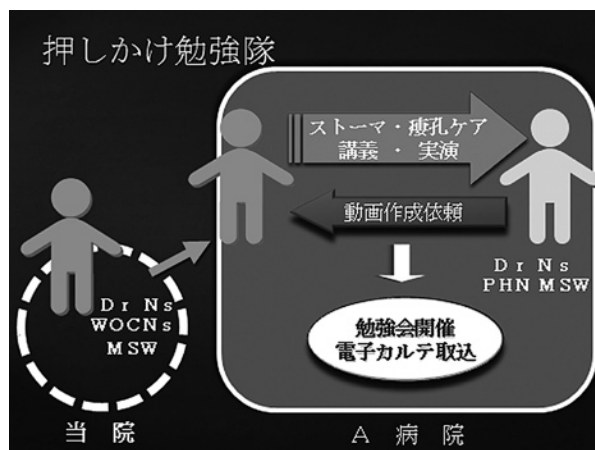 押しかけ勉強隊
ストーマ・瘻孔ケア
講義 ・ 実演
動画作成依頼
Dr Ns
PHN MSW
Dr Ns
WOCNs
MSW
勉強会開催
電子カルテ取込
当 院
A 病 院